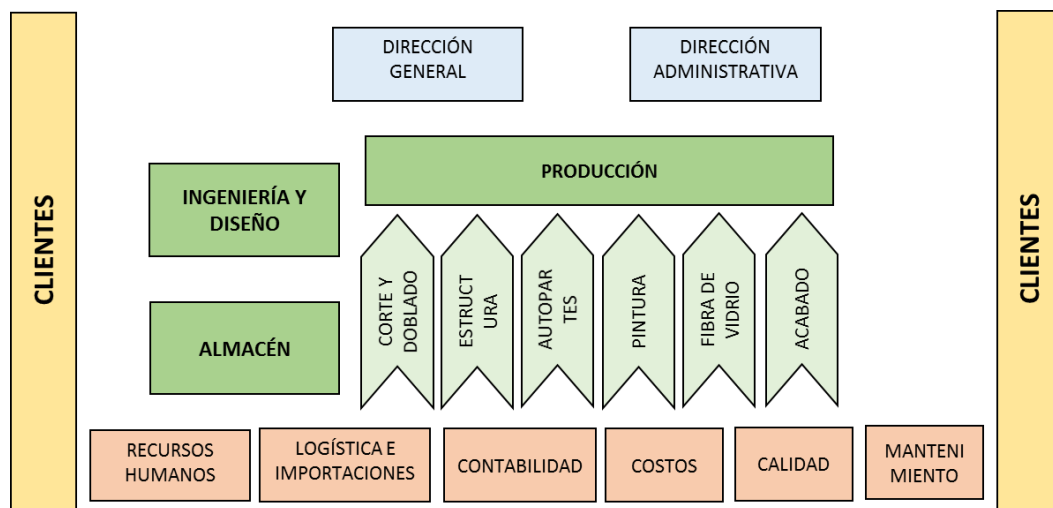 CLIENTES
DIRECCIÓN
GENERAL
DIRECCIÓN
ADMINISTRATIVA
PRODUCCIÓN
INGENIERÍA Y
DISEÑO
ALMACÉN
CORTE Y
DOBLADO
ESTRUCT
URA
AUTOPAR
TES
PINTURA
FIBRA DE
VIDRIO
ACABADO
RECURSOS
HUMANOS
LOGÍSTICA E
IMPORTACIONES
CONTABILIDAD
COSTOS
CALIDAD
MANTENI
MIENTO
CLIENTES